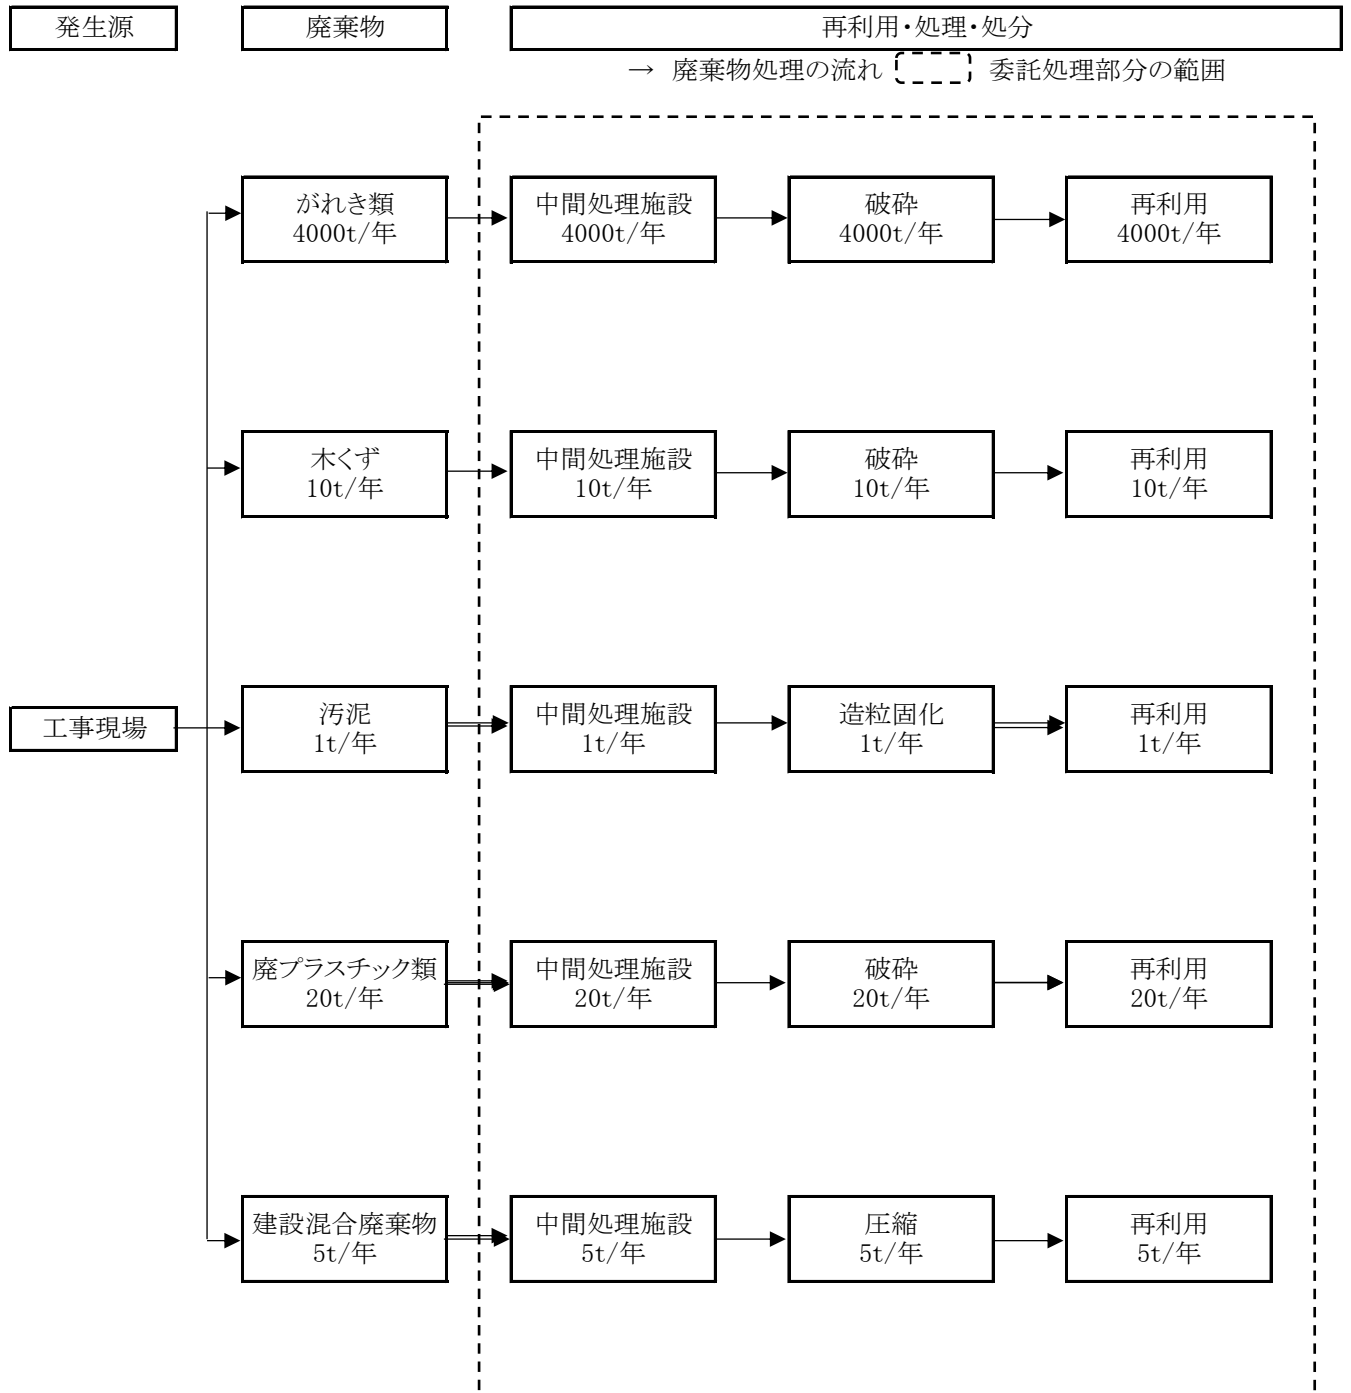 発生源
廃棄物
再利用・処理・処分
→ 廃棄物処理の流れ
委託処理部分の範囲
がれき類
4000t/年
中間処理施設
4000t/年
破砕
4000t/年
再利用
4000t/年
木くず
10t/年
中間処理施設
10t/年
破砕
10t/年
再利用
10t/年
工事現場
汚泥
1t/年
中間処理施設
1t/年
造粒固化
1t/年
再利用
1t/年
廃プラスチック類
20t/年
中間処理施設
20t/年
破砕
20t/年
再利用
20t/年
建設混合廃棄物
5t/年
中間処理施設
5t/年
圧縮
5t/年
再利用
5t/年